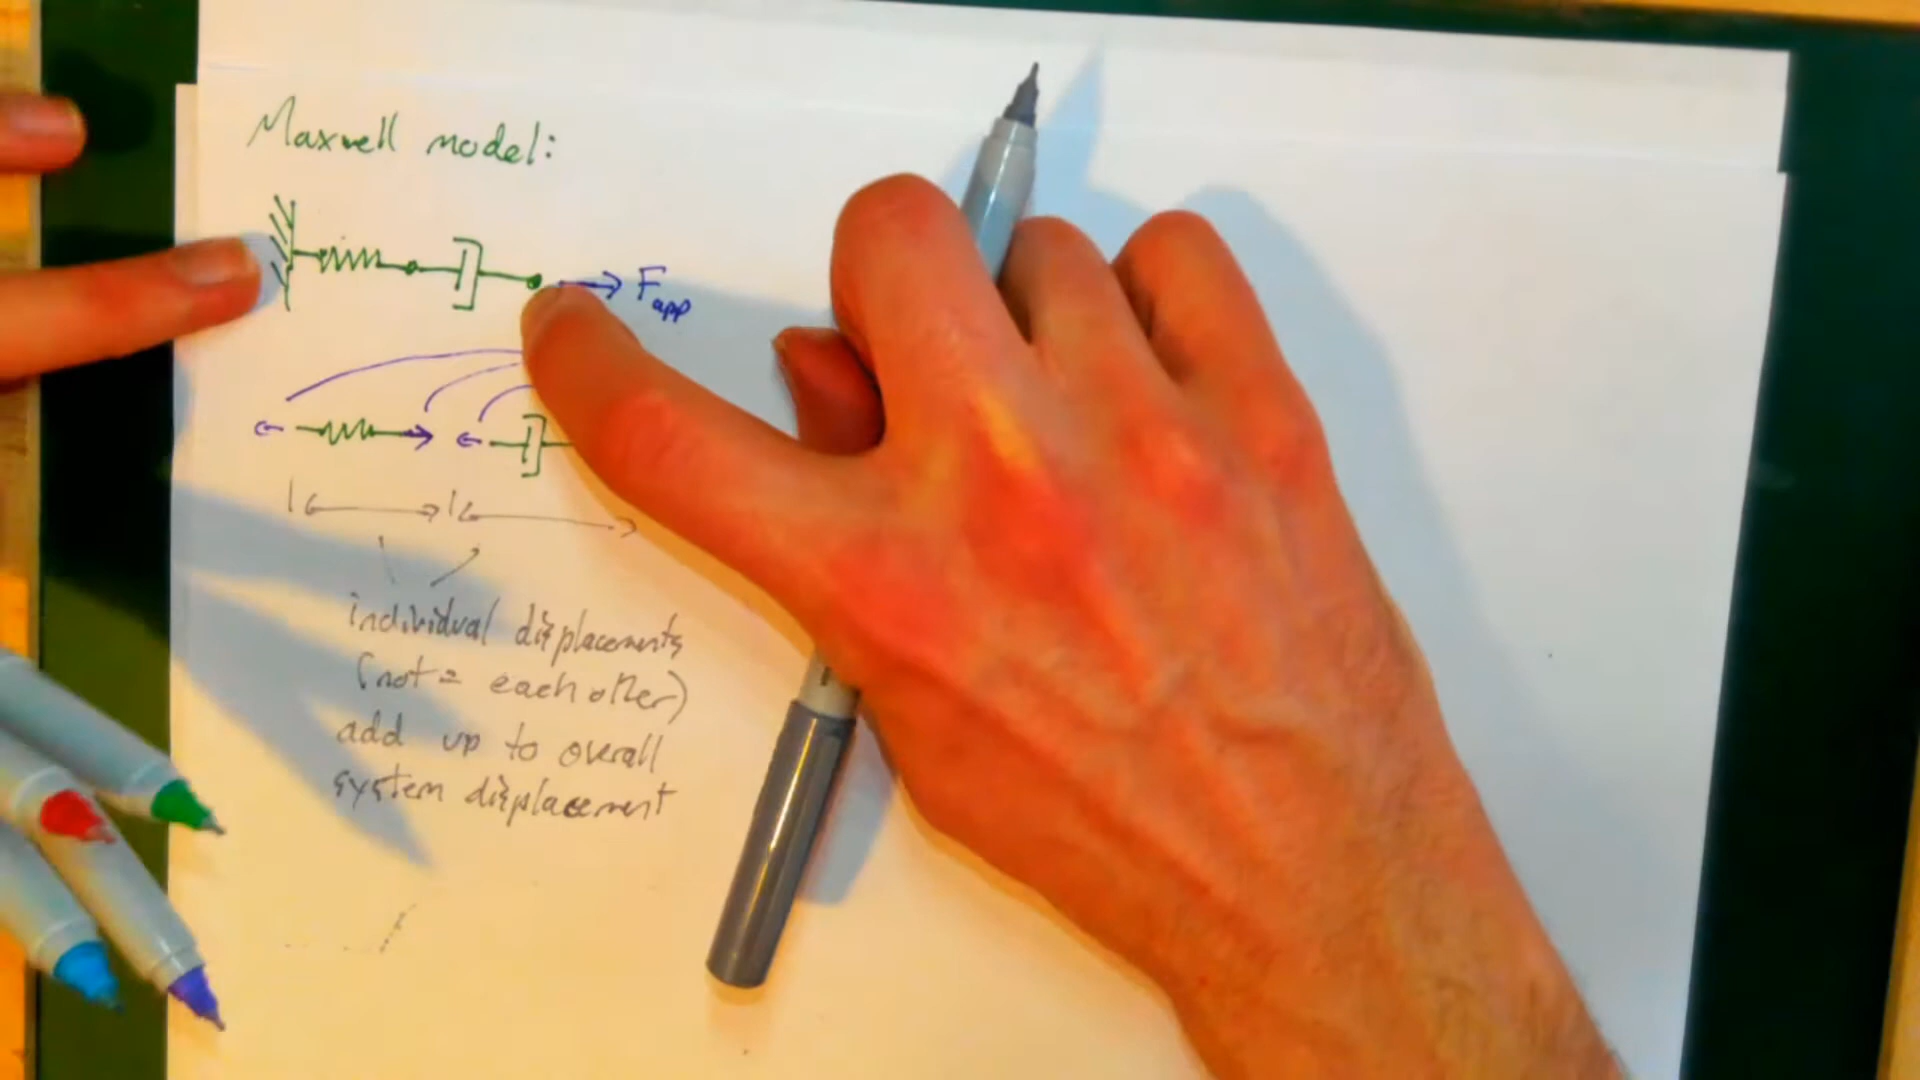 Maxwell model:
F app
individual displacements
(not = each other)
add up to overall
system displacement